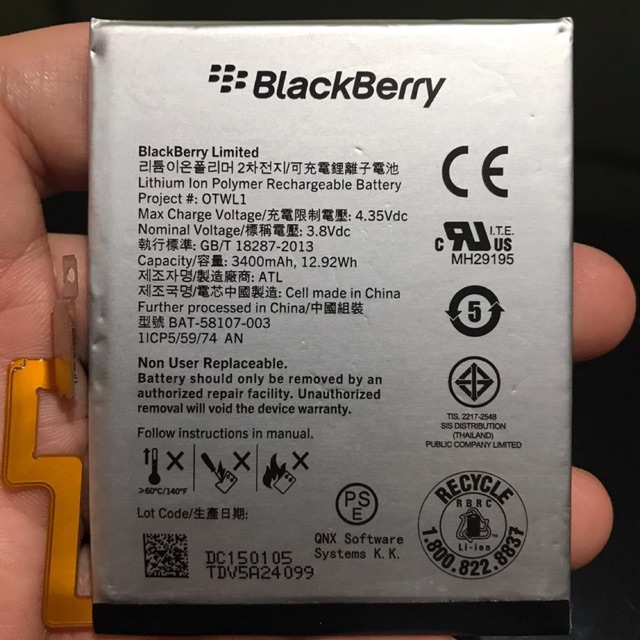 BlackBerry
BlackBerry Limited
리튬이온폴리머 2차전지/可充電鋰離子電池
Lithium Ion Polymer Rechargeable Battery
Project #: OTWL1
Max Charge Voltage/充電限制電壓: 4.35Vdc
Nominal Voltage/標稱電壓: 3.8Vdc
執行標準: GB/T 18287-2013
Capacity/容量: 3400mAh, 12.92Wh
제조자명/製造廠商: ATL
제조국명/電芯中國製造: Cell made in China
Further processed in China/中國組裝
型號 BAT-58107-003
1ICP5/59/74 AN
Non User Replaceable.
Battery should only be removed by an
authorized repair facility. Unauthorized
removal will void the device warranty.
Follow instructions in manual.
>60°C/140°F
Lot Code/生產日期:
DC150105
TDV5A24099
PS
E
QNX Software
Systems K.K.
CE
c RU US
I.T.E.
MH29195
5
TIS. 2217-2548
SIS DISTRIBUTION
(THAILAND)
PUBLIC COMPANY LIMITED
RECYCLE
RBRC
Li-ion
1.800.822.8837